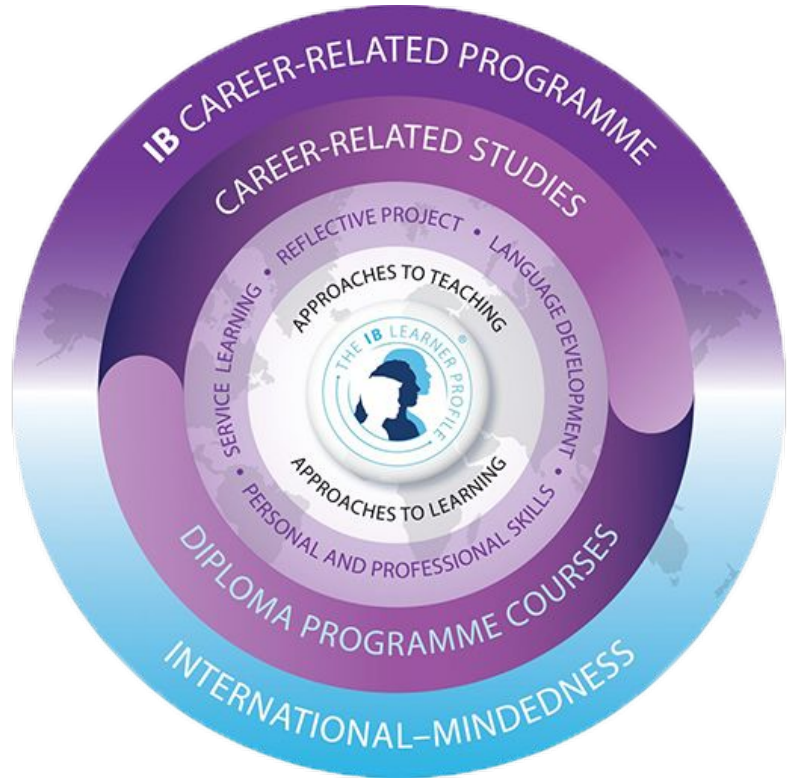 IB CAREER-RELATED PROGRAMME
CAREER-RELATED STUDIES
SERVICE LEARNING • REFLECTIVE PROJECT • LANGUAGE DEVELOPMENT •
APPROACHES TO TEACHING
THE IB LEARNER PROFILE ®
APPROACHES TO LEARNING
• PERSONAL AND PROFESSIONAL SKILLS
DIPLOMA PROGRAMME COURSES
INTERNATIONAL–MINDEDNESS